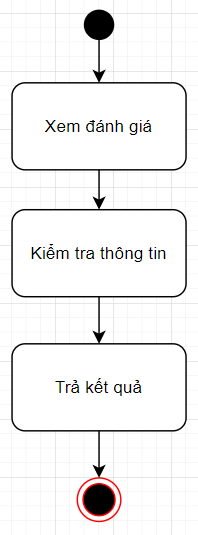 Xem đánh giá
Kiểm tra thông tin
Trả kết quả